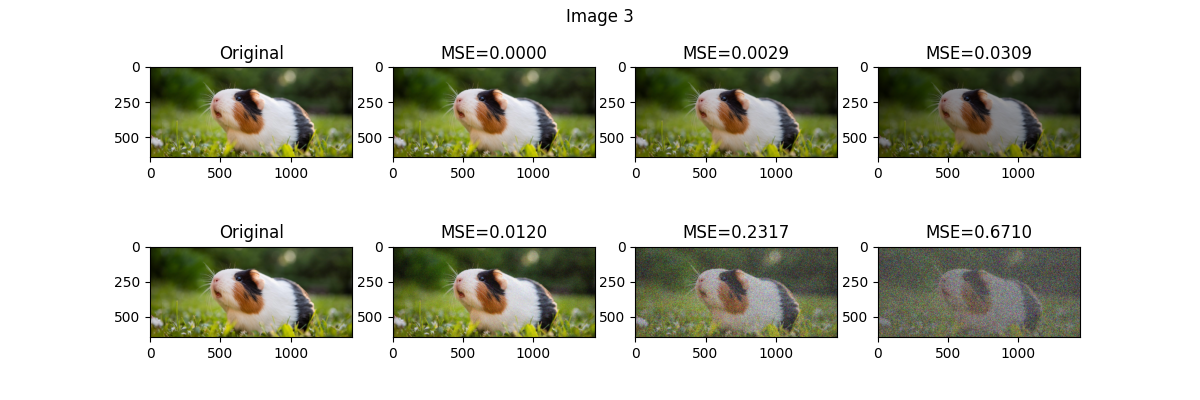 Image 3
Original MSE=0.0000 MSE=0.0029 MSE=0.0309
0 0 0 0
250 250 250 250
500 500 500 500
0 500 1000 0 500 1000 0 500 1000 0 500 1000
Original MSE=0.0120 MSE=0.2317 MSE=0.6710
0 0 0 0
250 250 250 250
500 500 500 500
0 500 1000 0 500 1000 0 500 1000 0 500 1000